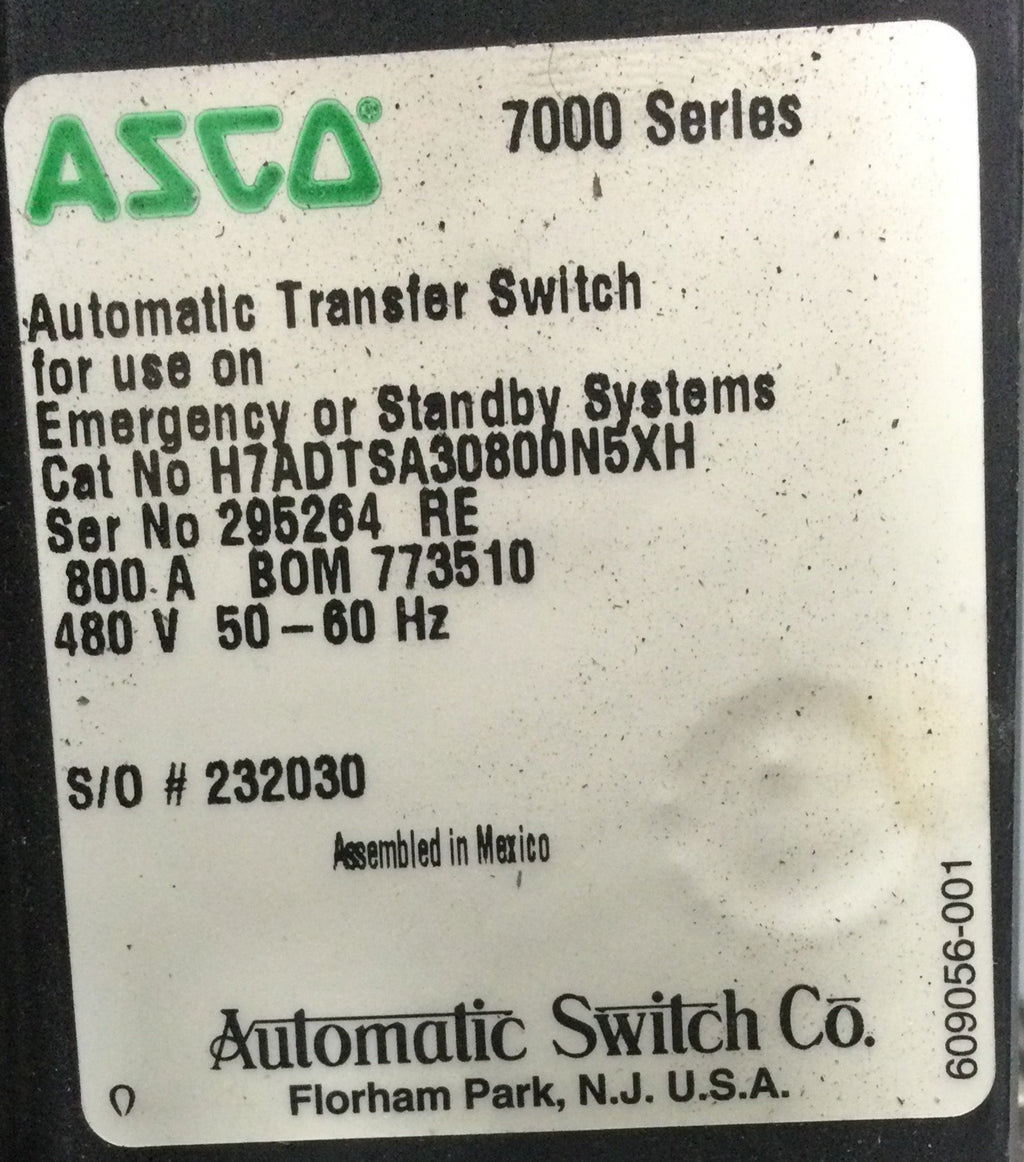 ASCO®
7000 Series
Automatic Transfer Switch
for use on
Emergency or Standby Systems
Cat No H7ADTSA30800N5XH
Ser No 295264 RE
800 A BOM 773510
480 V 50-60 Hz
S/O # 232030
Assembled in Mexico
Automatic Switch Co.
Florham Park, N.J. U.S.A.
609056-001